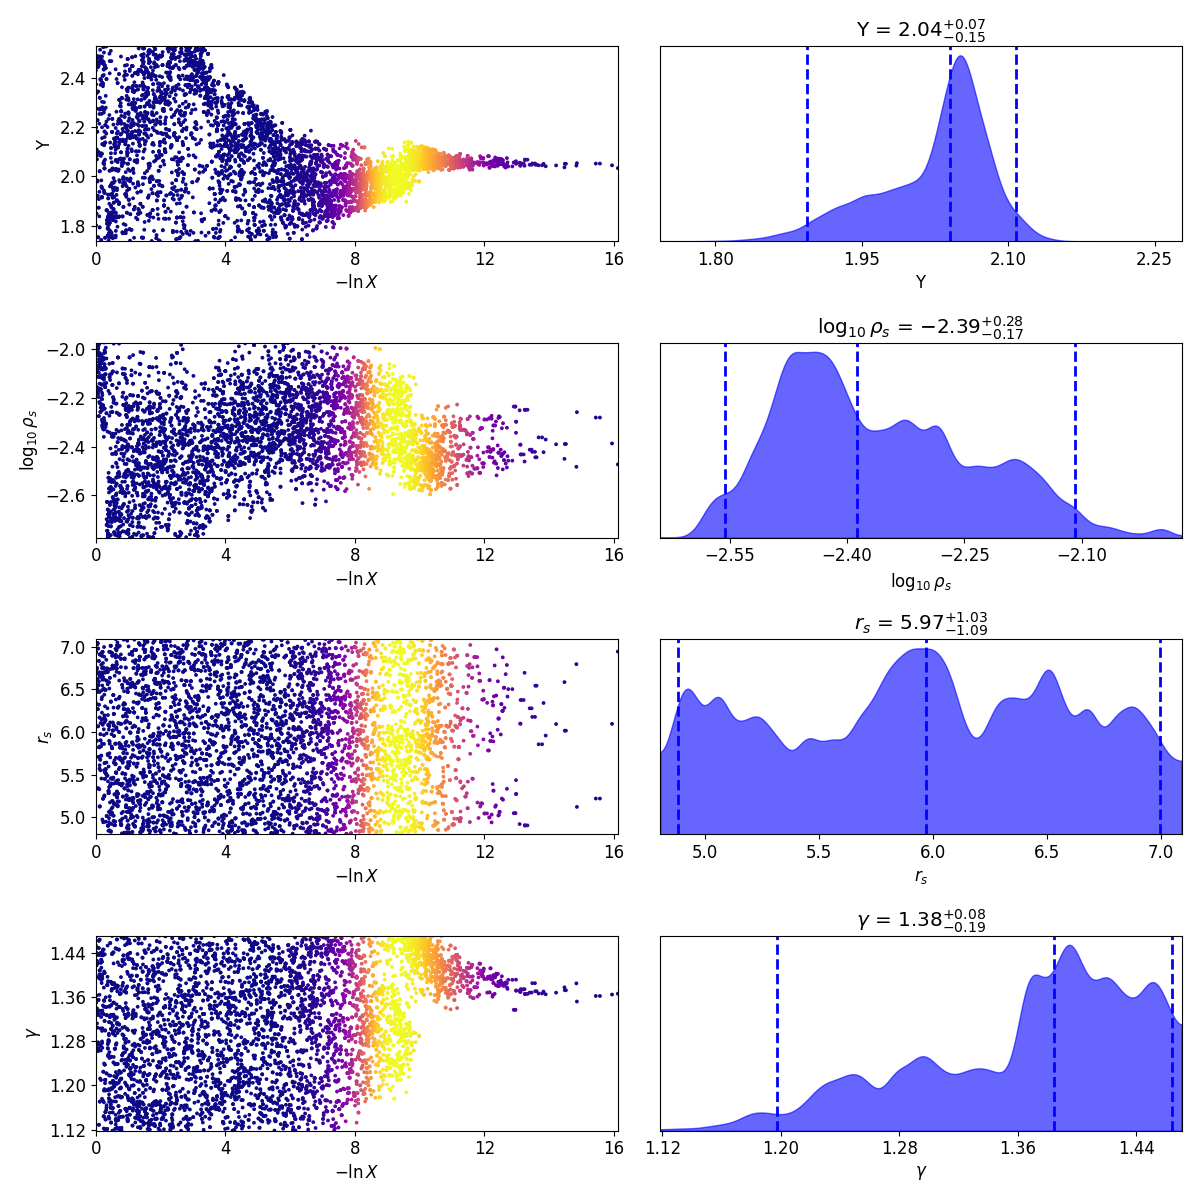 Y = 2.04^{+0.07}_{-0.15}
2.4
2.2
2.0
1.8
Y
0 4 8 12 16
−ln X
1.80 1.95 2.10 2.25
Y
log₁₀ ρₛ = −2.39^{+0.28}_{−0.17}
−2.0
−2.2
−2.4
−2.6
log₁₀ ρₛ
0 4 8 12 16
−ln X
−2.55 −2.40 −2.25 −2.10
log₁₀ ρₛ
rₛ = 5.97^{+1.03}_{−1.09}
7.0
6.5
6.0
5.5
5.0
rₛ
0 4 8 12 16
−ln X
5.0 5.5 6.0 6.5 7.0
rₛ
γ = 1.38^{+0.08}_{−0.19}
1.44
1.36
1.28
1.20
1.12
γ
0 4 8 12 16
−ln X
1.12 1.20 1.28 1.36 1.44
γ